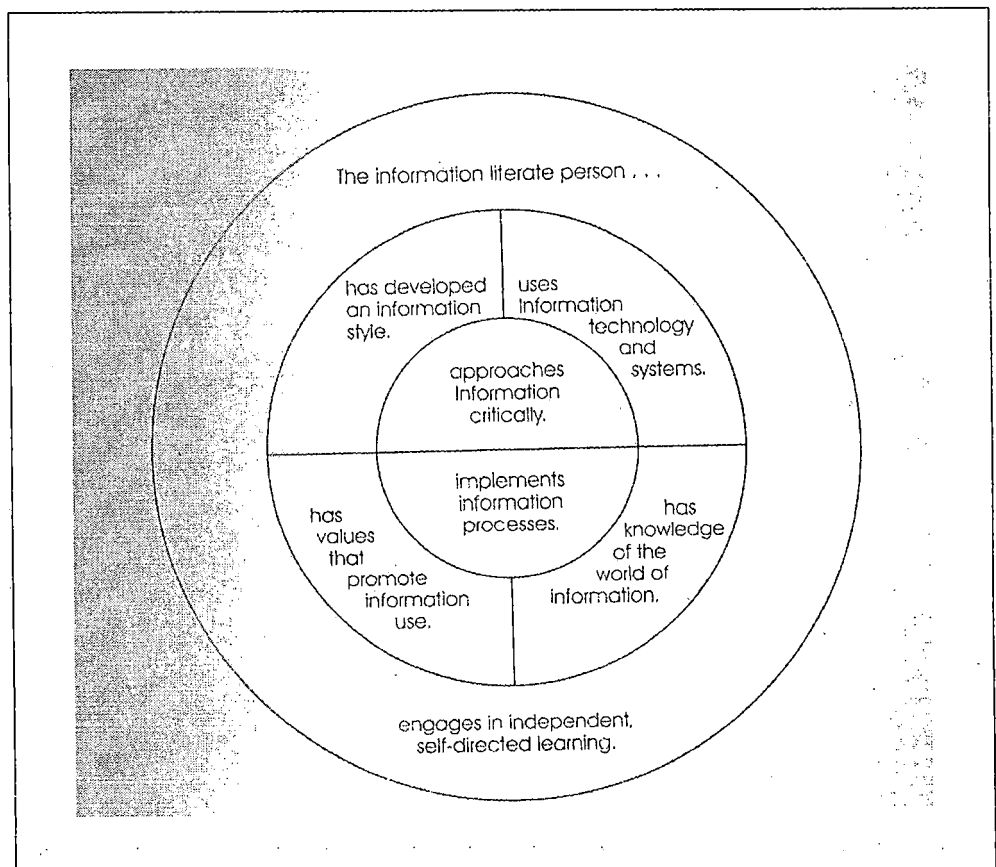 The information literate person . . .
has developed
an information
style.
uses
Information
technology
and
systems.
approaches
Information
critically.
implements
information
processes.
has
values
that
promote
information
use.
has
knowledge
of the
world of
information.
engages in independent,
self-directed learning.